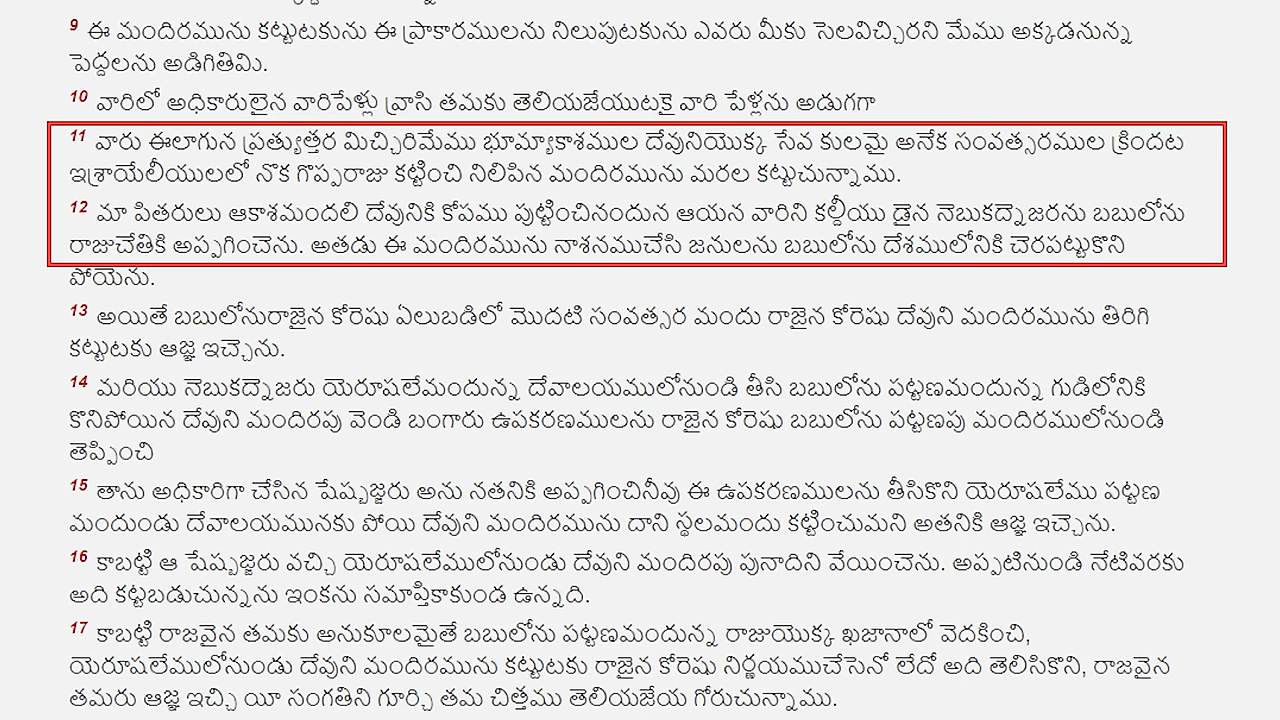 9 ఈ మందిరమును కట్టుటకును ఈ ప్రాకారములను నిలుపుటకును ఎవరు మీకు సెలవిచ్చిరని మేము అక్కడనున్న
పెద్దలను అడిగితివిు.
10 వారిలో అధికారులైన వారిపేళ్లు వ్రాసి తమకు తెలియజేయుటకై వారి పేళ్లను అడుగగా
11 వారు ఈలాగున ప్రత్యుత్తర మిచ్చిరిమేము భూమ్యాకాశముల దేవునియొక్క సేవ కులమై అనేక సంవత్సరముల క్రిందట
ఇశ్రాయేలీయులలో నొక గొప్పరాజు కట్టించి నిలిపిన మందిరమును మరల కట్టుచున్నాము.
12 మా పితరులు ఆకాశమందలి దేవునికి కోపము పుట్టించినందున ఆయన వారిని కల్దీయు డైన నెబుకద్నెజరను బబులోను
రాజుచేతికి అప్పగించెను. అతడు ఈ మందిరమును నాశనముచేసి జనులను బబులోను దేశములోనికి చెరపట్టుకొని
పోయెను.
13 అయితే బబులోనురాజైన కోరెషు ఏలుబడిలో మొదటి సంవత్సర మందు రాజైన కోరెషు దేవుని మందిరమును తిరిగి
కట్టుటకు ఆజ్ఞ ఇచ్చెను.
14 మరియు నెబుకద్నెజరు యెరూషలేమందున్న దేవాలయములోనుండి తీసి బబులోను పట్టణమందున్న గుడిలోనికి
కొనిపోయిన దేవుని మందిరపు వెండి బంగారు ఉపకరణములను రాజైన కోరెషు బబులోను పట్టణపు మందిరములోనుండి
తెప్పించి
15 తాను అధికారిగా చేసిన షేష్బజ్జరు అను నతనికి అప్పగించినీవు ఈ ఉపకరణములను తీసికొని యెరూషలేము పట్టణ
మందుండు దేవాలయమునకు పోయి దేవుని మందిరమును దాని స్థలమందు కట్టించుమని అతనికి ఆజ్ఞ ఇచ్చెను.
16 కాబట్టి ఆ షేష్బజ్జరు వచ్చి యెరూషలేములోనుండు దేవుని మందిరపు పునాదిని వేయించెను. అప్పటినుండి నేటివరకు
అది కట్టబడుచున్నను ఇంకను సమాప్తికాకుండ ఉన్నది.
17 కాబట్టి రాజవైన తమకు అనుకూలమైతే బబులోను పట్టణమందున్న రాజుయొక్క ఖజానాలో వెదకించి,
యెరూషలేములోనుండు దేవుని మందిరమును కట్టుటకు రాజైన కోరెషు నిర్ణయముచేసెనో లేదో అది తెలిసికొని, రాజవైన
తమరు ఆజ్ఞ ఇచ్చి యీ సంగతిని గూర్చి తమ చిత్తము తెలియజేయ గోరుచున్నాము.